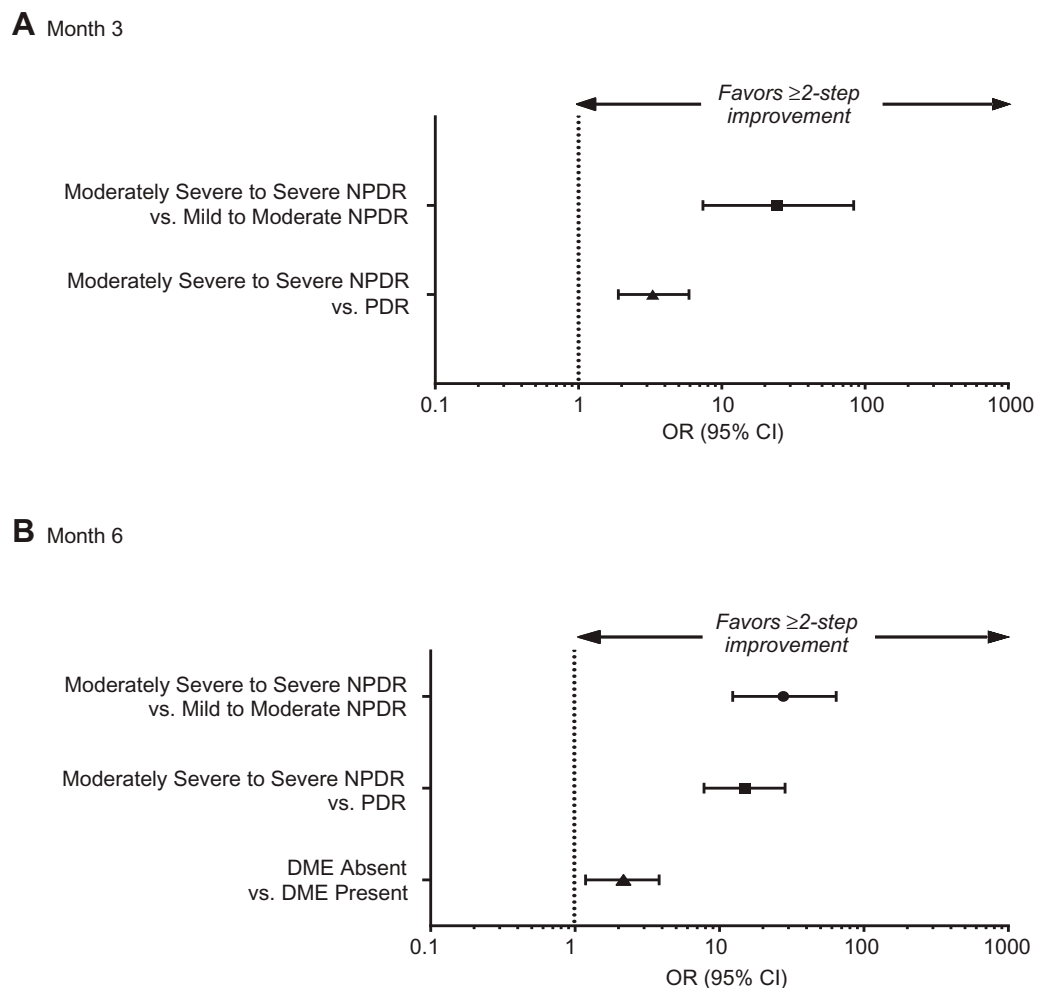 A Month 3
Favors ≥2-step
improvement
Moderately Severe to Severe NPDR
vs. Mild to Moderate NPDR
Moderately Severe to Severe NPDR
vs. PDR
0.1 1 10 100 1000
OR (95% CI)
B Month 6
Favors ≥2-step
improvement
Moderately Severe to Severe NPDR
vs. Mild to Moderate NPDR
Moderately Severe to Severe NPDR
vs. PDR
DME Absent
vs. DME Present
0.1 1 10 100 1000
OR (95% CI)